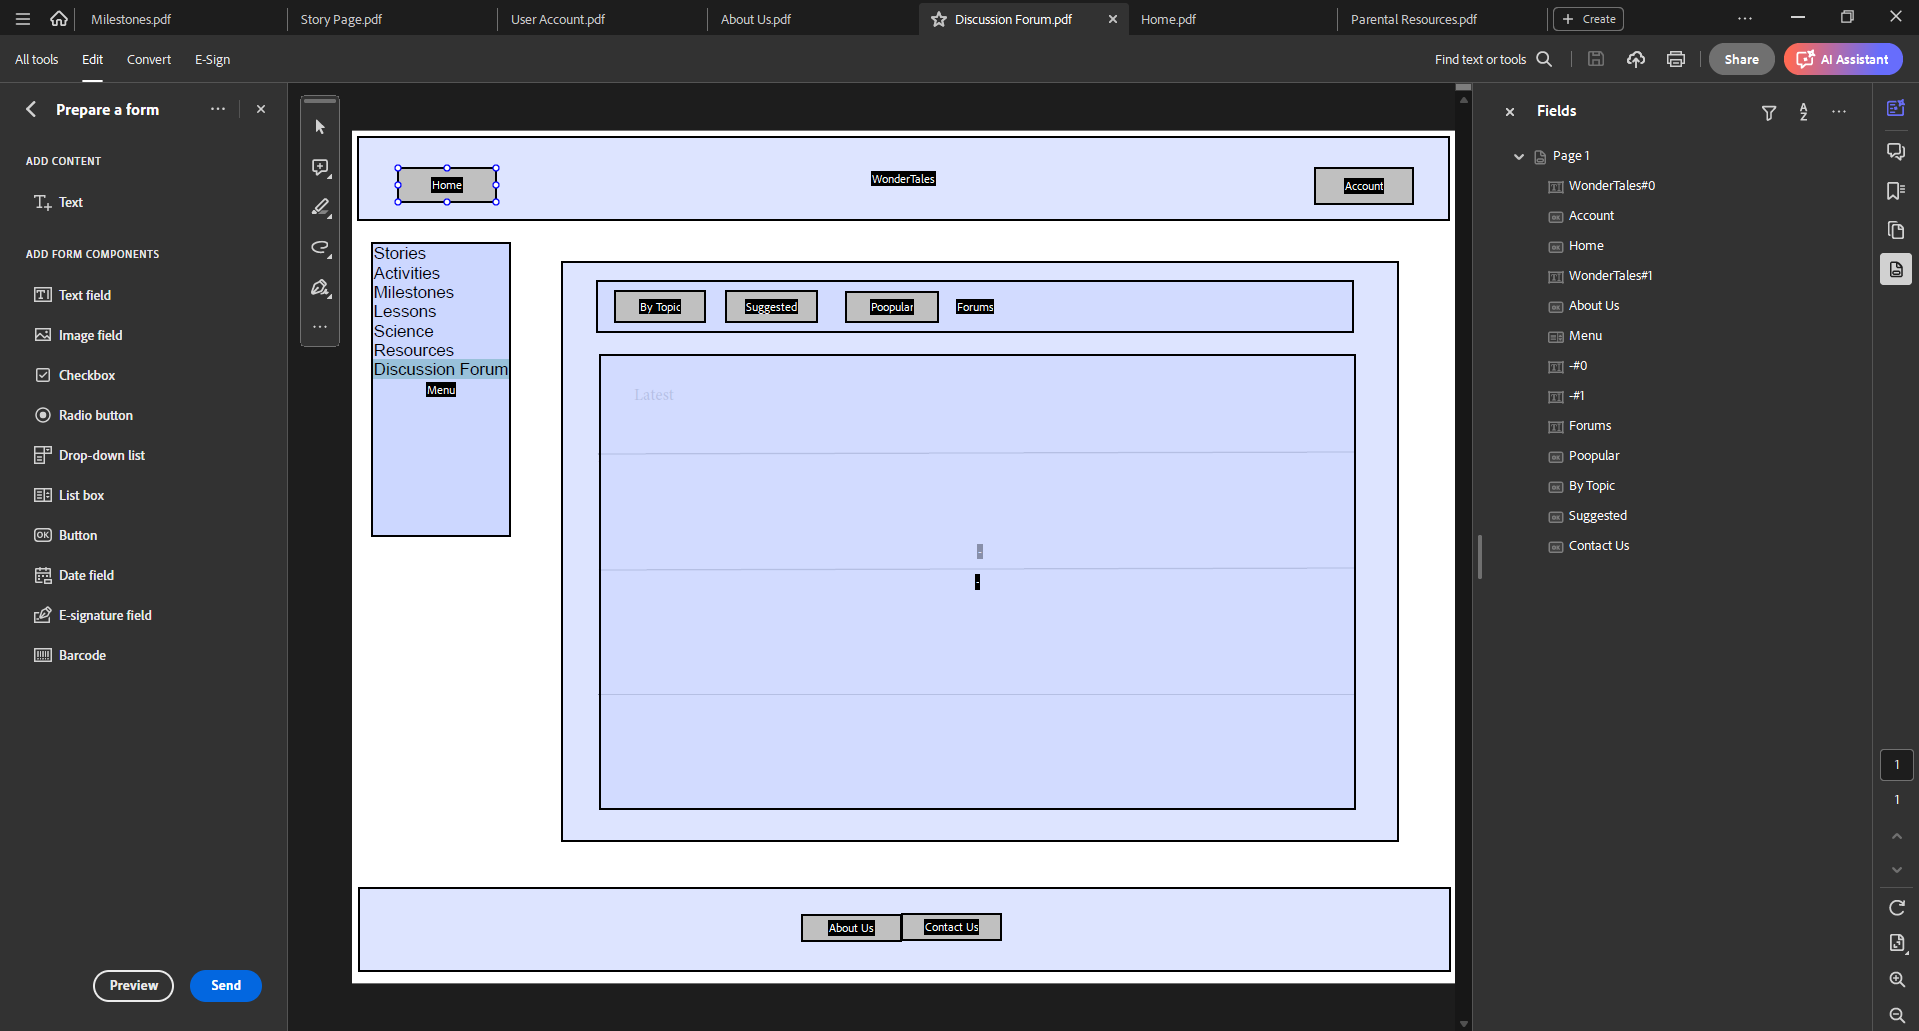 Milestones.pdf
Story Page.pdf
User Account.pdf
About Us.pdf
Discussion Forum.pdf
Home.pdf
Parental Resources.pdf
Create
All tools
Edit
Convert
E-Sign
Find text or tools
Share
AI Assistant
Prepare a form
ADD CONTENT
Text
ADD FORM COMPONENTS
Text field
Image field
Checkbox
Radio button
Drop-down list
List box
Button
Date field
E-signature field
Barcode
Preview
Send
Home
WonderTales
Account
Stories
Activities
Milestones
Lessons
Science
Resources
Discussion Forum
Menu
By Topic
Suggested
Poopular
Forums
Latest
-
-
About Us
Contact Us
Fields
Page 1
WonderTales#0
Account
Home
WonderTales#1
About Us
Menu
-#0
-#1
Forums
Poopular
By Topic
Suggested
Contact Us
1
1